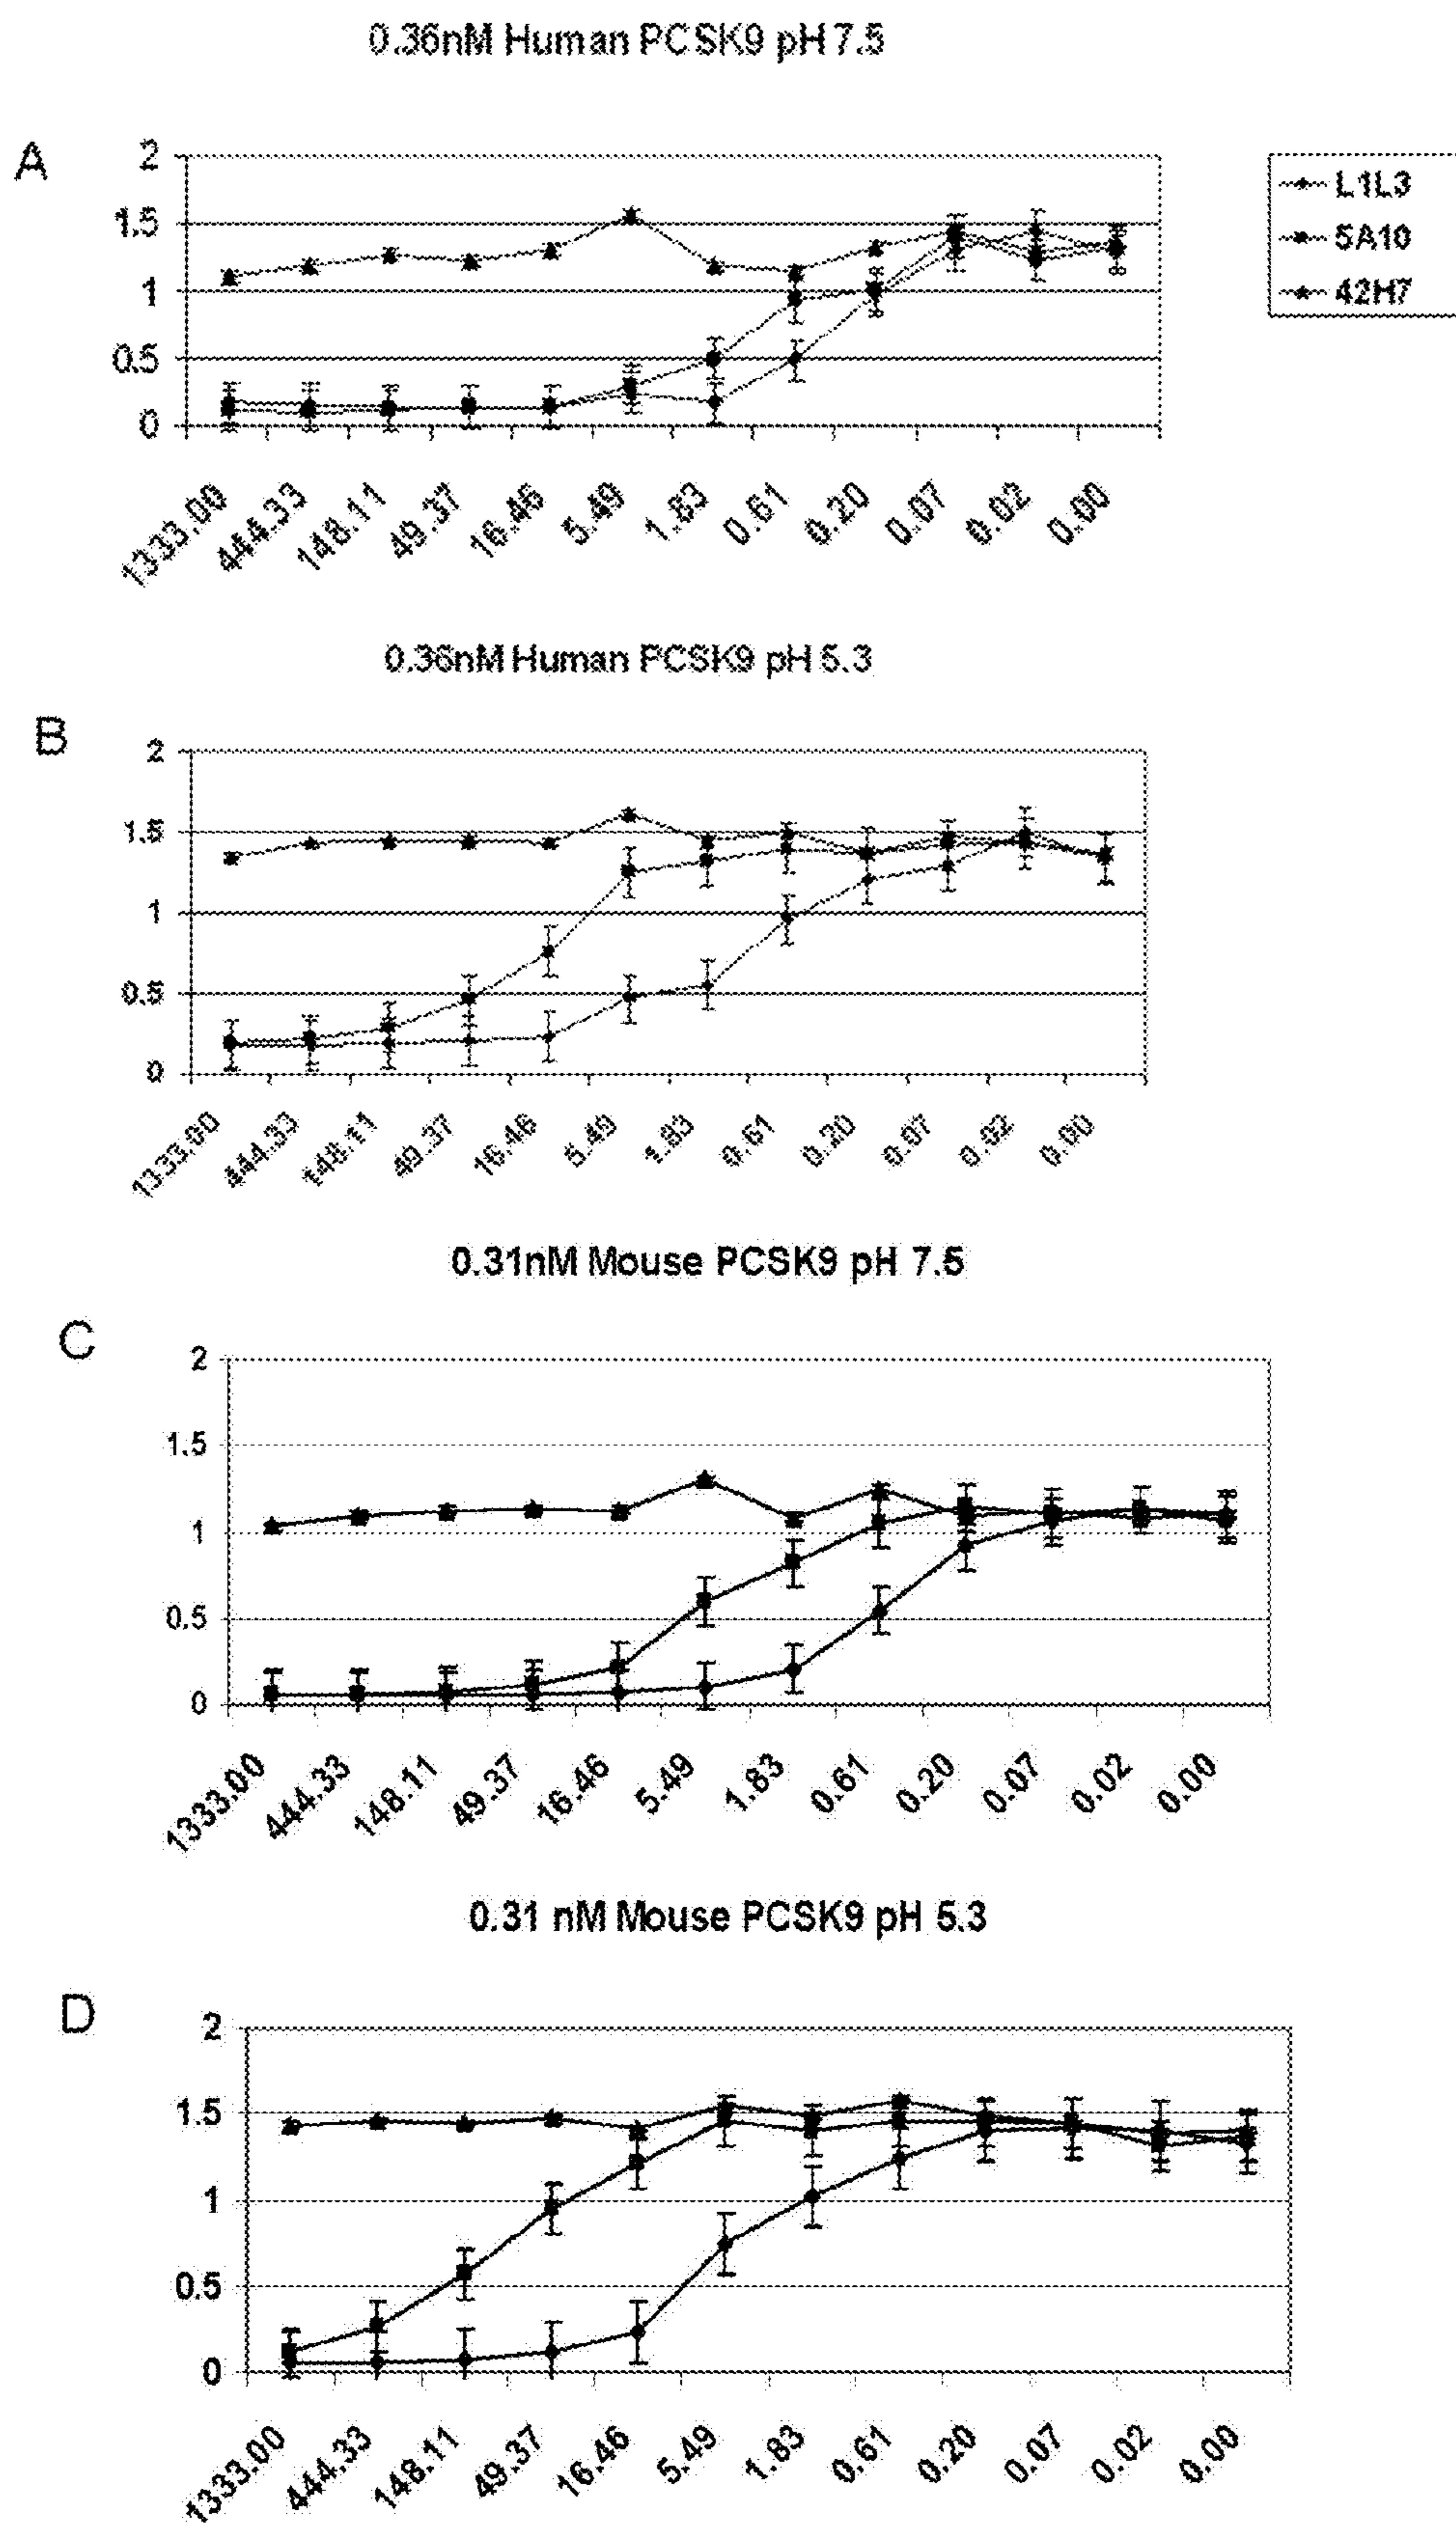 0.36nM Human PCSK9 pH 7.5
A
2
1.5
1
0.5
0
L1L3
5A10
42H7
1333.00 444.33 148.11 49.37 16.46 5.49 1.83 0.61 0.20 0.07 0.02 0.00
0.36nM Human PCSK9 pH 5.3
B
2
1.5
1
0.5
0
1333.00 444.33 148.11 49.37 16.46 5.49 1.83 0.61 0.20 0.07 0.02 0.00
0.31nM Mouse PCSK9 pH 7.5
C
2
1.5
1
0.5
0
1333.00 444.33 148.11 49.37 16.46 5.49 1.83 0.61 0.20 0.07 0.02 0.00
0.31 nM Mouse PCSK9 pH 5.3
D
2
1.5
1
0.5
0
1333.00 444.33 148.11 49.37 16.46 5.49 1.83 0.61 0.20 0.07 0.02 0.00